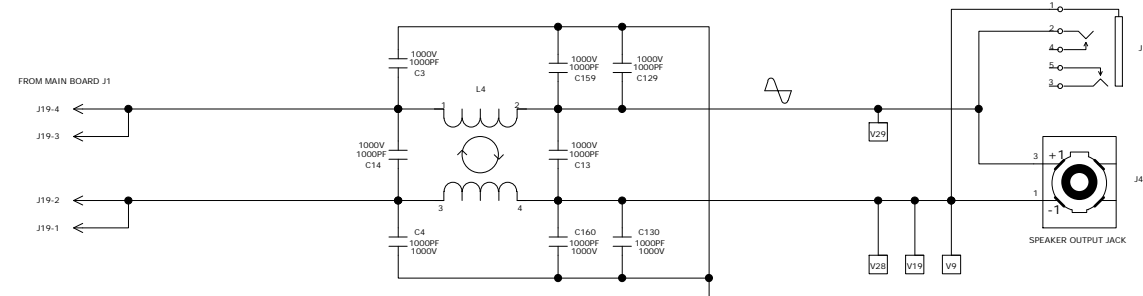 1
2
4
5
3
J
1000V
1000PF
C3
1000V
1000PF
C159
1000V
1000PF
C129
FROM MAIN BOARD J1
L4
J19-4
1
2
J19-3
V29
1000V
1000PF
C14
1000V
1000PF
C13
3
+1
J4
J19-2
3
4
1
-1
J19-1
C4
1000PF
1000V
C160
1000PF
1000V
C130
1000PF
1000V
SPEAKER OUTPUT JACK
V28
V19
V9